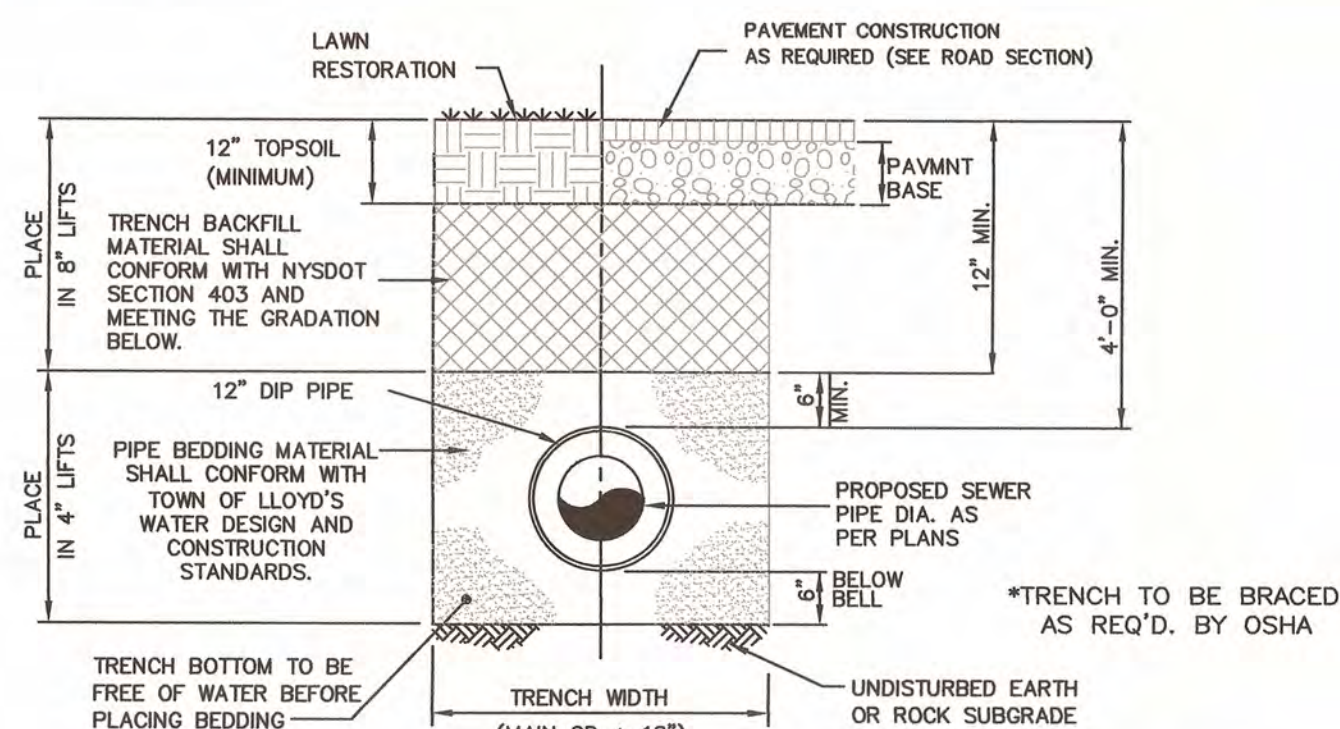 LAWN
RESTORATION
PAVEMENT CONSTRUCTION
AS REQUIRED (SEE ROAD SECTION)
12" TOPSOIL
(MINIMUM)
PAVMNT
BASE
PLACE
IN 8" LIFTS
TRENCH BACKFILL
MATERIAL SHALL
CONFORM WITH NYSDOT
SECTION 403 AND
MEETING THE GRADATION
BELOW.
12" MIN.
4'-0" MIN.
12" DIP PIPE
6"
MIN.
PLACE
IN 4" LIFTS
PIPE BEDDING MATERIAL
SHALL CONFORM WITH
TOWN OF LLOYD'S
WATER DESIGN AND
CONSTRUCTION
STANDARDS.
PROPOSED SEWER
PIPE DIA. AS
PER PLANS
6"
BELOW
BELL
*TRENCH TO BE BRACED
AS REQ'D. BY OSHA
TRENCH BOTTOM TO BE
FREE OF WATER BEFORE
PLACING BEDDING
TRENCH WIDTH
UNDISTURBED EARTH
OR ROCK SUBGRADE